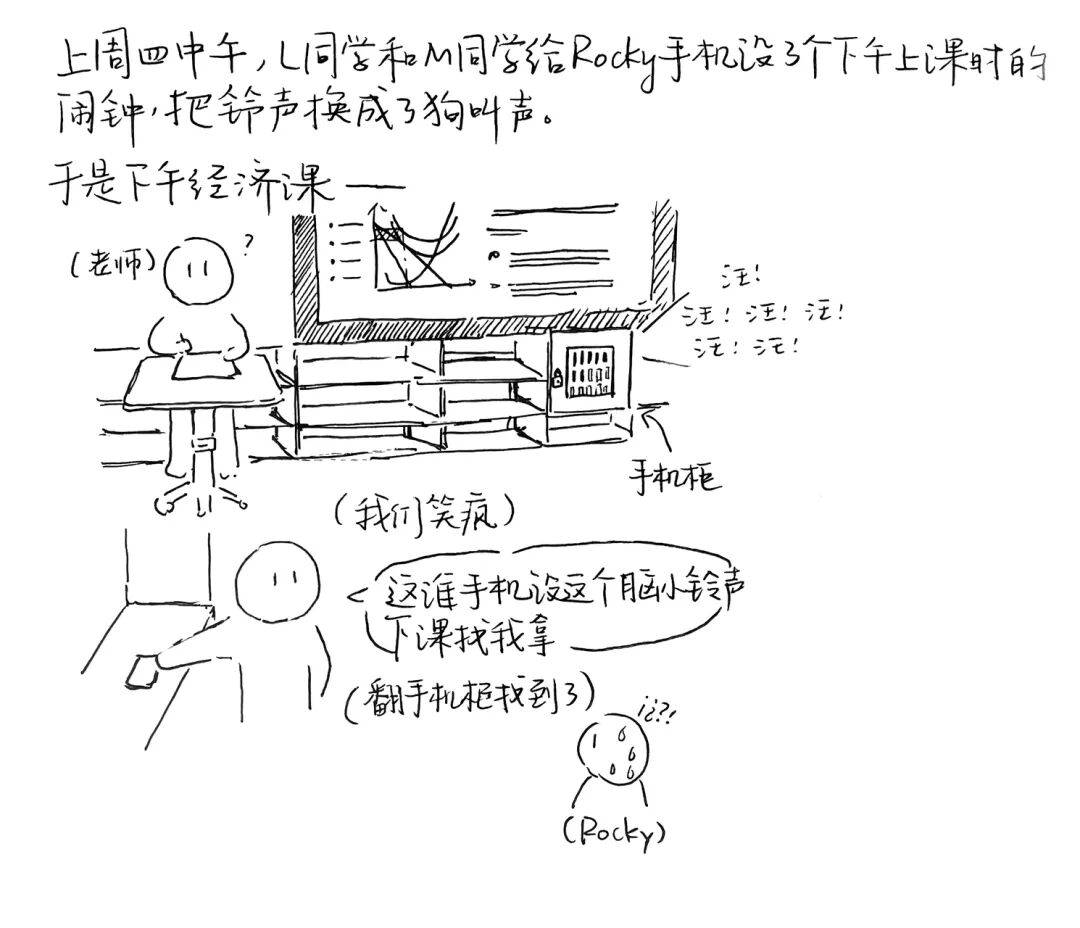 上周四中午，L同学和M同学给Rocky手机设了个下午上课时的
闹钟，把铃声换成了狗叫声。
于是下午经济课——
(老师)
?
汪!
汪! 汪! 汪!
汪! 汪!
手机柜
(我们笑疯)
这谁手机设这个脑小铃声
下课找我拿
(翻手机柜找到了)
(Rocky)